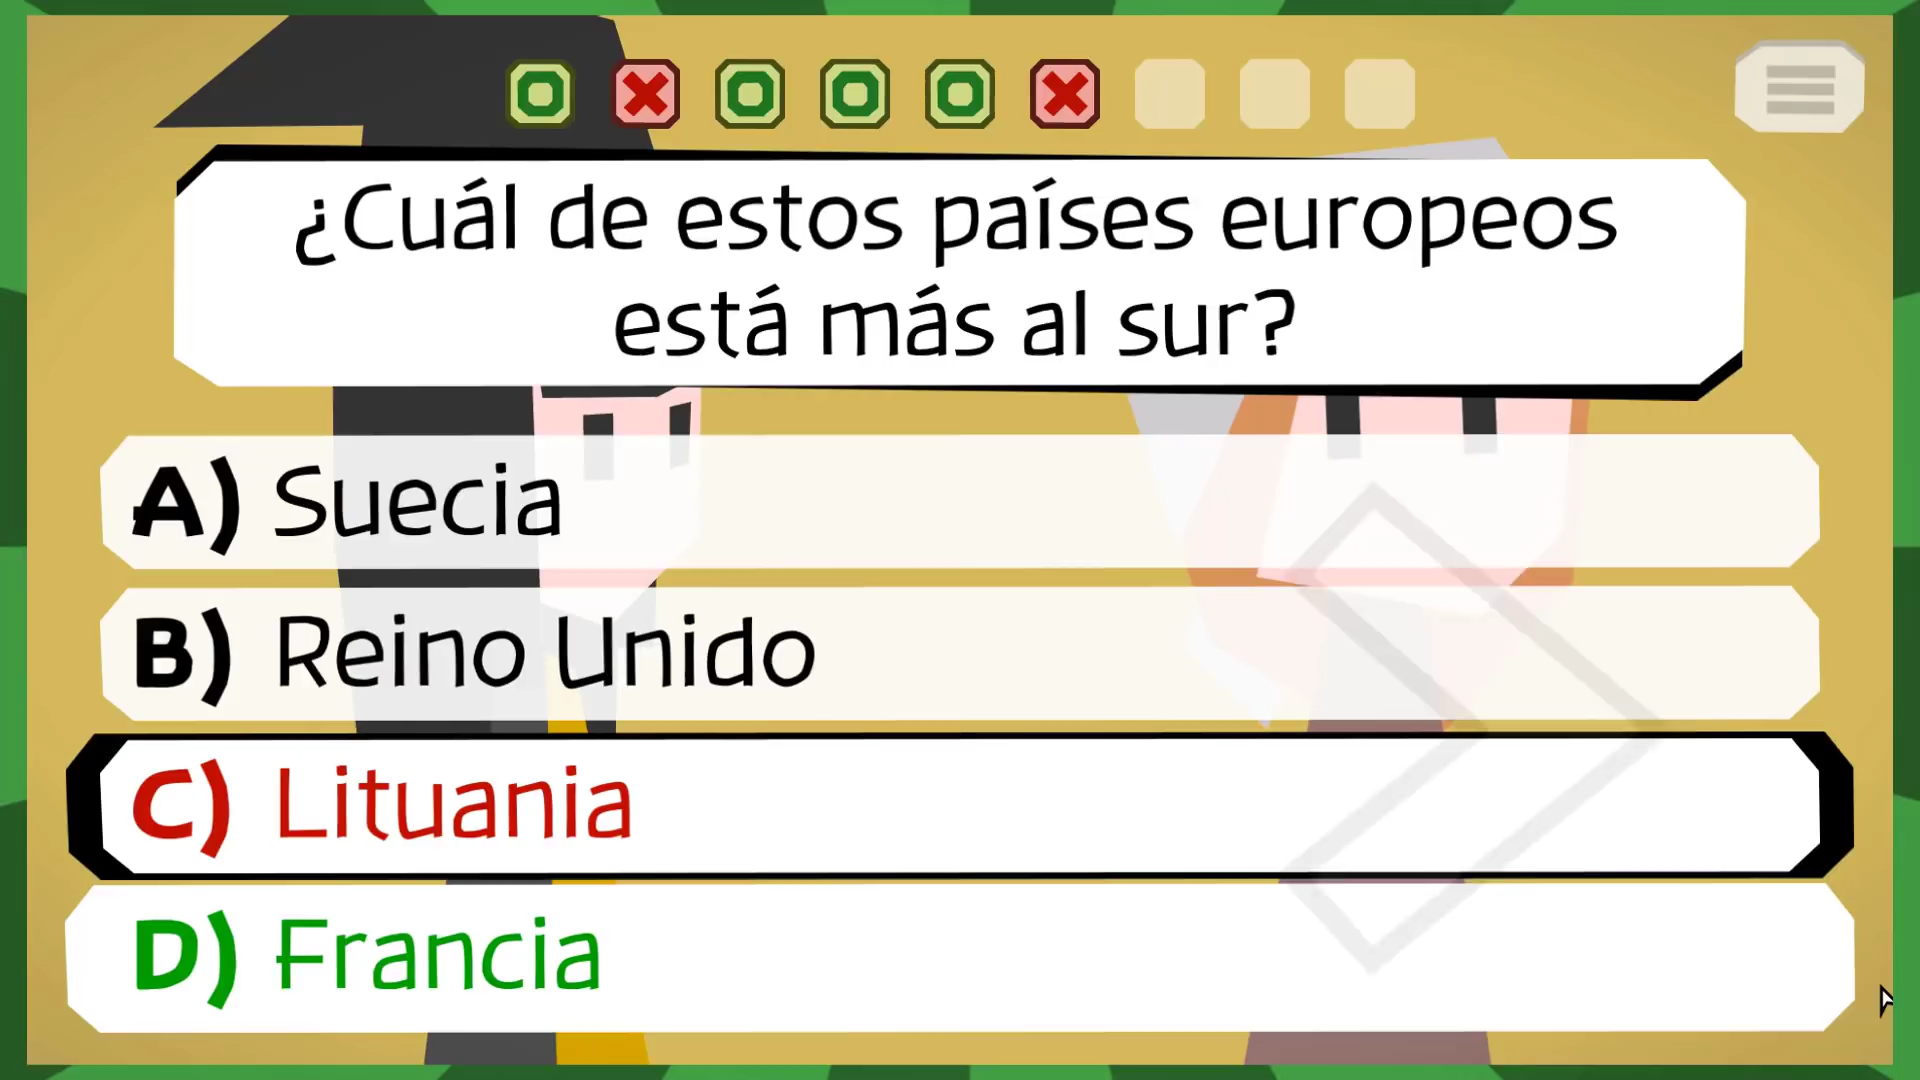 ¿Cuál de estos países europeos
está más al sur?
A) Suecia
B) Reino Unido
C) Lituania
D) Francia